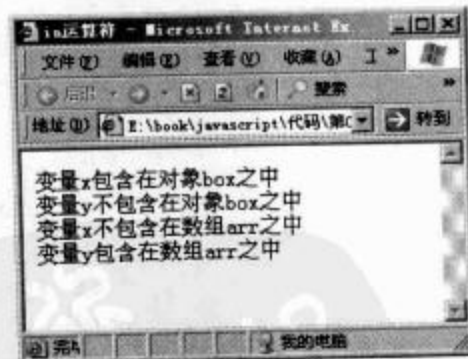 in运算符 - Microsoft Internet Ex
文件(F) 编辑(E) 查看(V) 收藏(A) 工 »
后退 搜索 »
地址(D) E:\book\javascript\代码\第0 转到
变量x包含在对象box之中
变量y不包含在对象box之中
变量x不包含在数组arr之中
变量y包含在数组arr之中
我的电脑